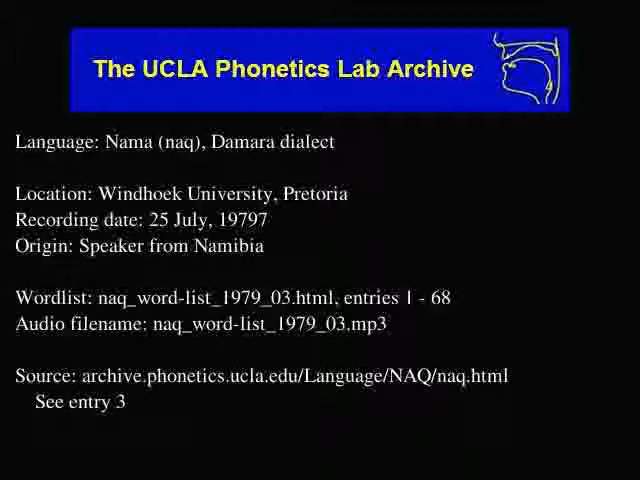 The UCLA Phonetics Lab Archive
Language: Nama (naq), Damara dialect
Location: Windhoek University, Pretoria
Recording date: 25 July, 19797
Origin: Speaker from Namibia
Wordlist: naq_word-list_1979_03.html, entries 1 - 68
Audio filename: naq_word-list_1979_03.mp3
Source: archive.phonetics.ucla.edu/Language/NAQ/naq.html
See entry 3